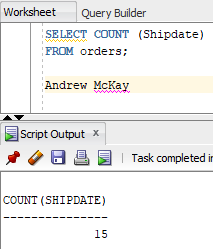 Worksheet Query Builder
SELECT COUNT (Shipdate)
FROM orders;
Andrew McKay
Script Output x
Task completed in
COUNT(SHIPDATE)
---------------
15